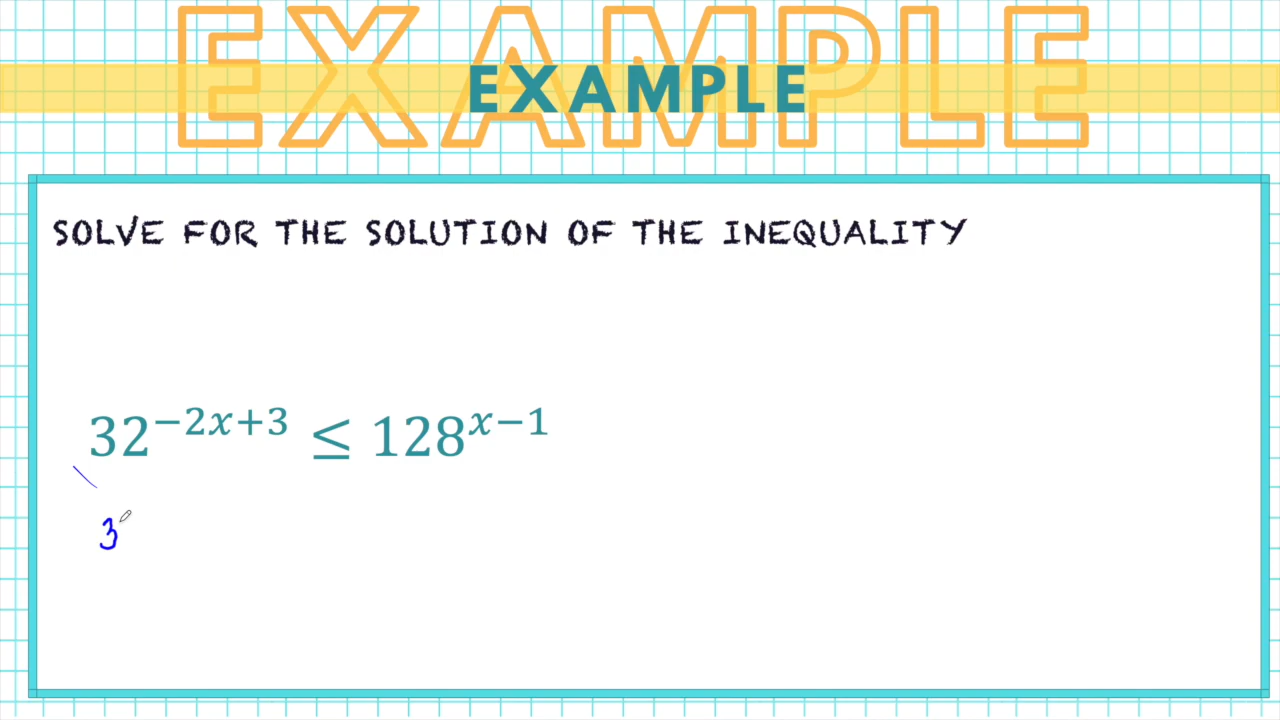 EXAMPLE
EXAMPLE
SOLVE FOR THE SOLUTION OF THE INEQUALITY
32^{−2x+3} ≤ 128^{x−1}
3